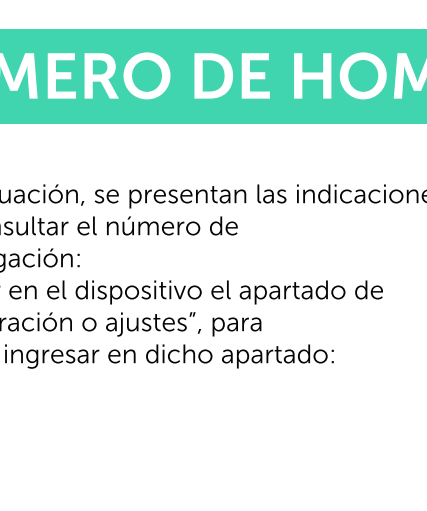 MERO DE HOM
uación, se presentan las indicacione
sultar el número de
gación:
en el dispositivo el apartado de
ración o ajustes”, para
ingresar en dicho apartado: